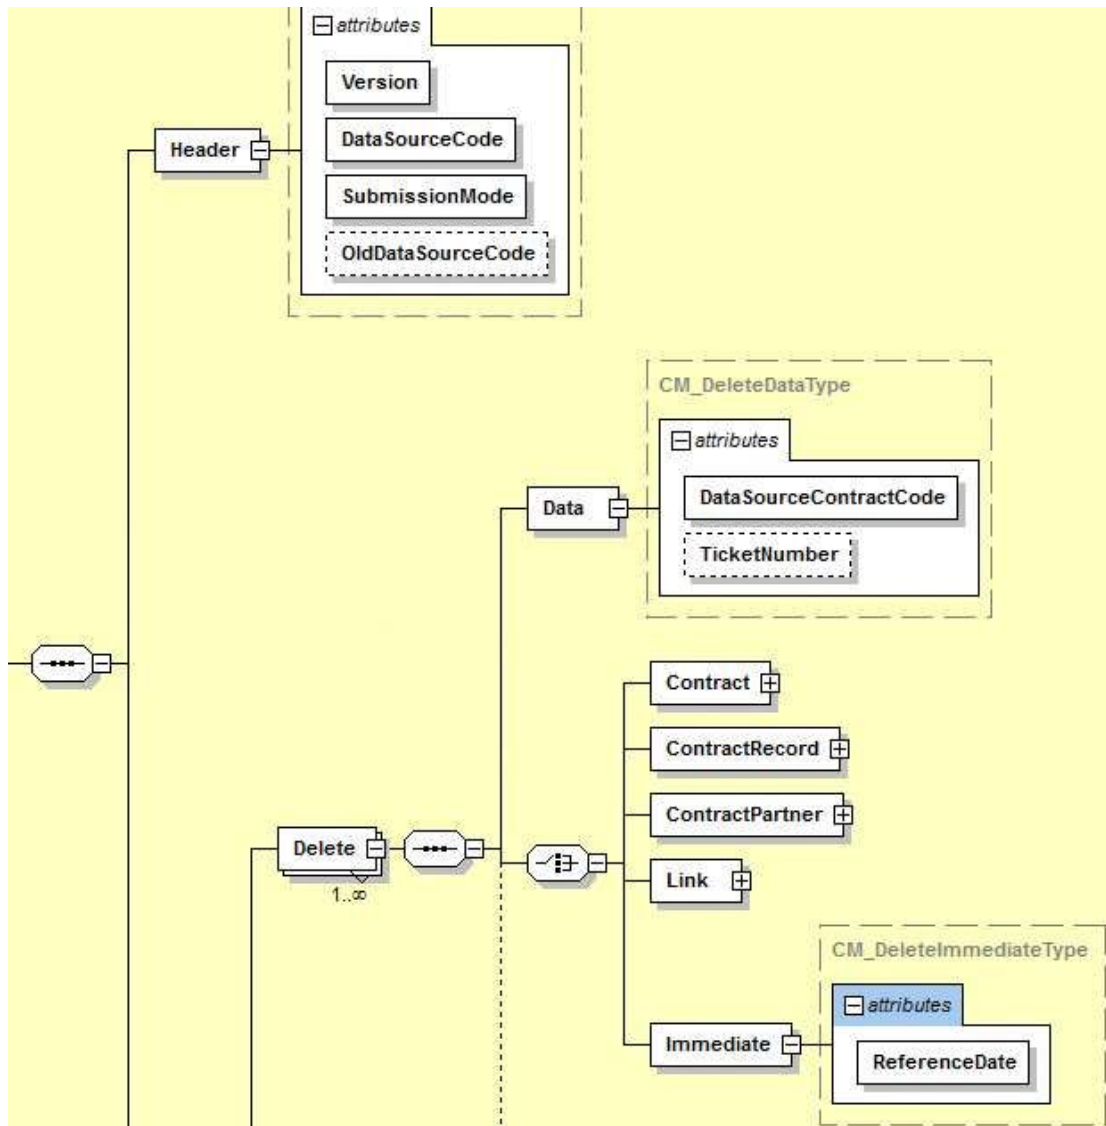 attributes
Version
DataSourceCode
Header
SubmissionMode
OldDataSourceCode
CM_DeleteDataType
attributes
DataSourceContractCode
Data
TicketNumber
Contract
ContractRecord
ContractPartner
Delete
1..∞
Link
CM_DeleteImmediateType
attributes
Immediate
ReferenceDate